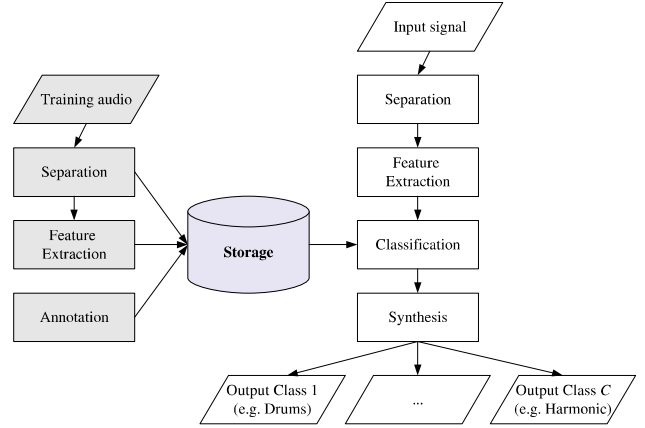 Input signal
Training audio
Separation
Separation
Feature
Extraction
Feature
Extraction
Storage
Classification
Annotation
Synthesis
Output Class 1
(e.g. Drums)
...
Output Class C
(e.g. Harmonic)